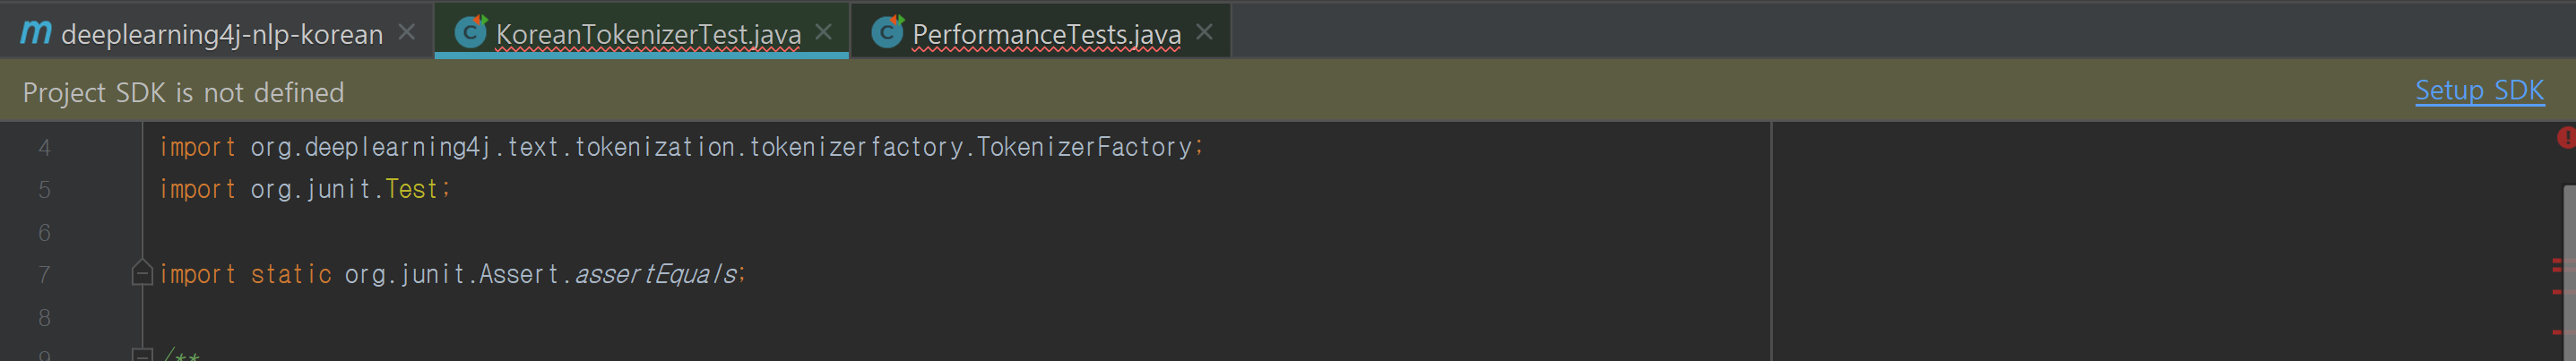 deeplearning4j-nlp-korean KoreanTokenizerTest.java PerformanceTests.java
Project SDK is not defined Setup SDK
4 import org.deeplearning4j.text.tokenization.tokenizerfactory.TokenizerFactory;
5 import org.junit.Test;
6
7 import static org.junit.Assert.assertEquals;
8
9 /**